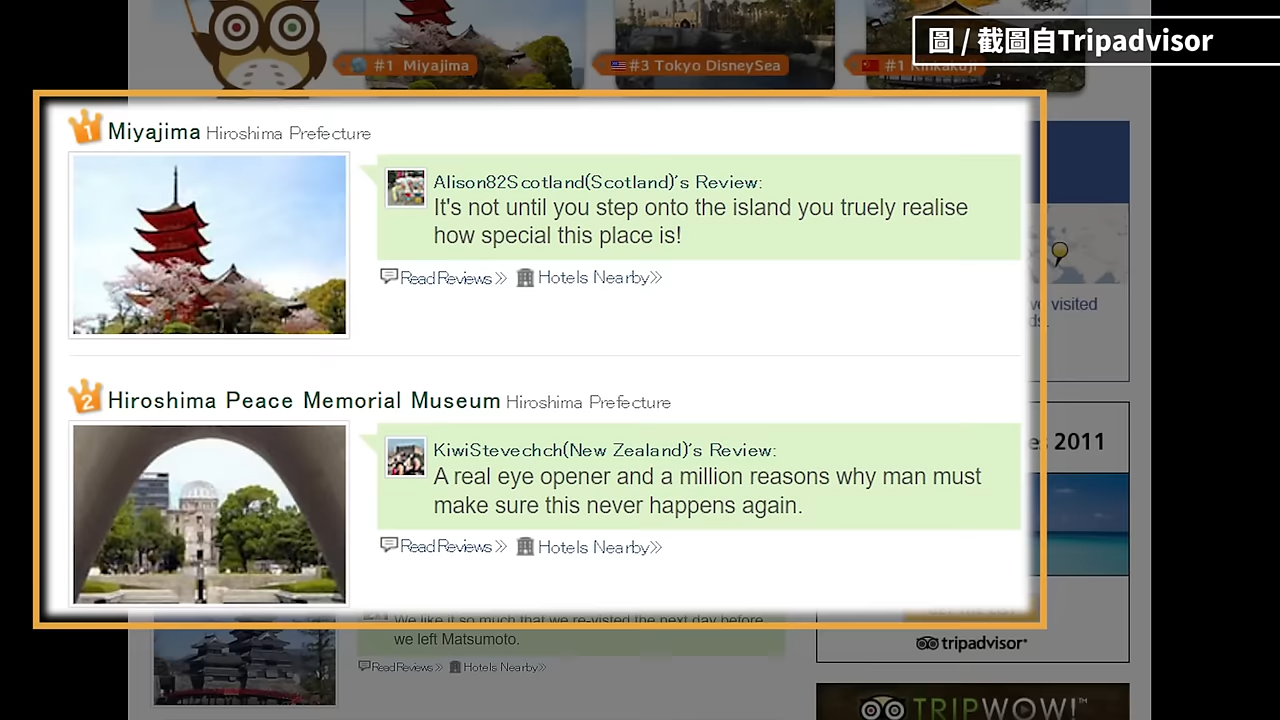 圖 / 截圖自Tripadvisor
#1 Miyajima
#3 Tokyo DisneySea
#1 Kinkakuji
1 Miyajima Hiroshima Prefecture
Alison82Scotland(Scotland)'s Review:
It's not until you step onto the island you truely realise
how special this place is!
Read Reviews» Hotels Nearby»
visited
2 Hiroshima Peace Memorial Museum Hiroshima Prefecture
2011
KiwiStevechch(New Zealand)'s Review:
A real eye opener and a million reasons why man must
make sure this never happens again.
Read Reviews» Hotels Nearby»
We like it so much that we re-visted the next day before
we left Matsumoto.
Read Reviews» Hotels Nearby»
tripadvisor
TRIPWOW!™